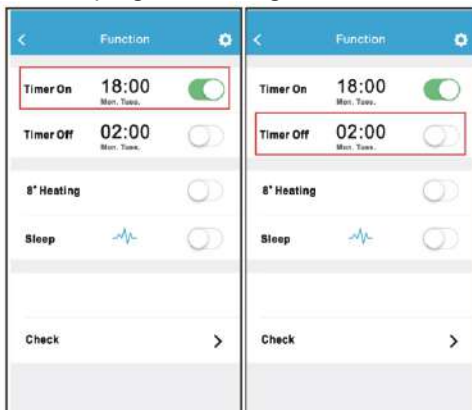 Function
Timer On 18:00
Mon. Tues.
Timer Off 02:00
Mon. Tues.
8° Heating
Sleep
Check
Function
Timer On 18:00
Mon. Tues.
Timer Off 02:00
Mon. Tues.
8° Heating
Sleep
Check